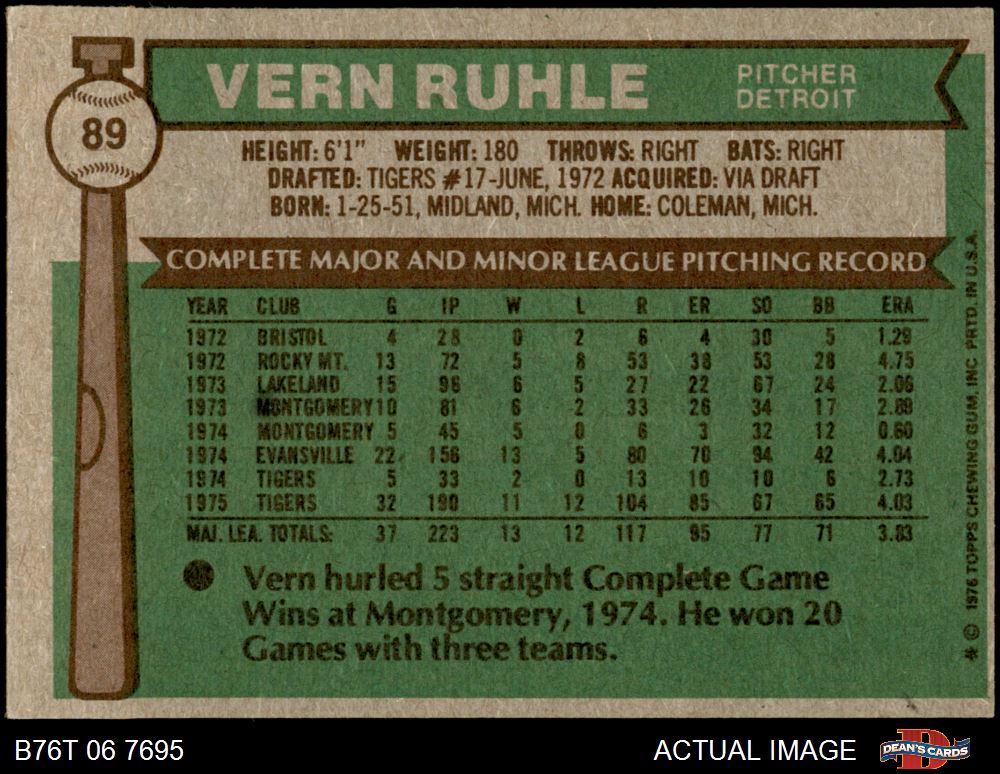 89
VERN RUHLE
PITCHER
DETROIT
HEIGHT: 6'1" WEIGHT: 180 THROWS: RIGHT BATS: RIGHT
DRAFTED: TIGERS #17-JUNE, 1972 ACQUIRED: VIA DRAFT
BORN: 1-25-51, MIDLAND, MICH. HOME: COLEMAN, MICH.
COMPLETE MAJOR AND MINOR LEAGUE PITCHING RECORD
YEAR CLUB G IP W L R ER SO BB ERA
1972 BRISTOL 4 28 0 2 6 4 30 5 1.29
1972 ROCKY MT. 13 72 5 8 53 38 53 28 4.75
1973 LAKELAND 15 96 6 5 27 22 67 24 2.06
1973 MONTGOMERY 10 81 6 2 33 26 34 17 2.89
1974 MONTGOMERY 5 45 5 0 6 3 32 12 0.60
1974 EVANSVILLE 22 156 13 5 80 70 94 42 4.04
1974 TIGERS 5 33 2 0 13 10 10 6 2.73
1975 TIGERS 32 190 11 12 104 85 67 65 4.03
MAJ. LEA. TOTALS: 37 223 13 12 117 95 77 71 3.83
Vern hurled 5 straight Complete Game
Wins at Montgomery, 1974. He won 20
Games with three teams.
* © 1976 TOPPS CHEWING GUM, INC PRTD. IN U.S.A.
B76T 06 7695
ACTUAL IMAGE
DEAN'S CARDS